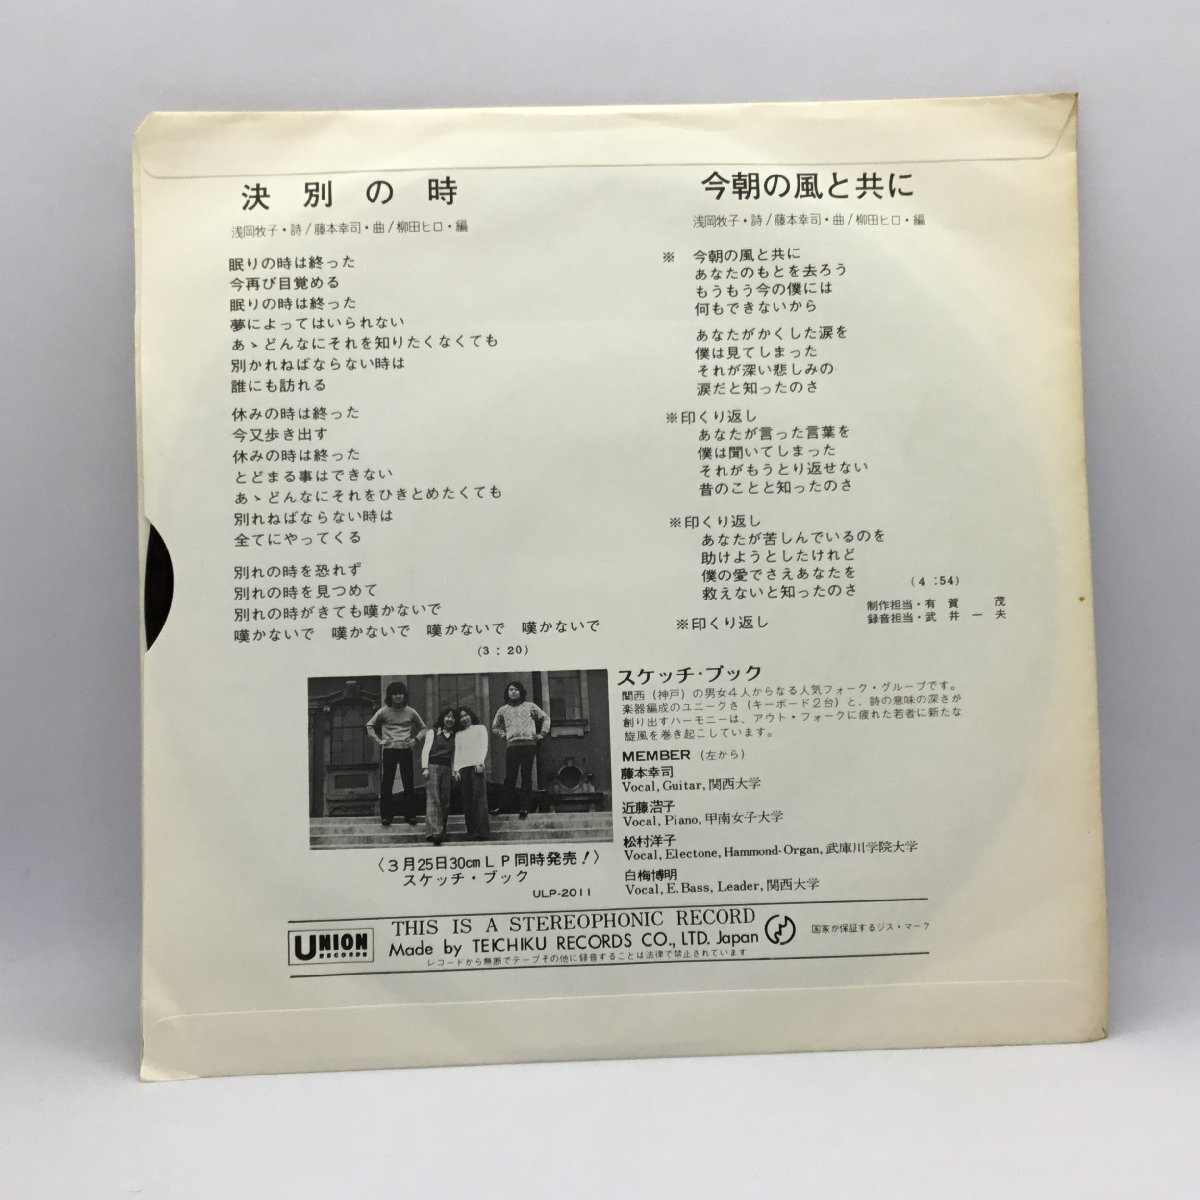 決別の時
浅岡牧子・詩/藤本幸司・曲/柳田ヒロ・編
眠りの時は終った
今再び目覚める
眠りの時は終った
夢によってはいられない
あゝどんなにそれを知りたくなくても
別かれねばならない時は
誰にも訪れる
休みの時は終った
今又歩き出す
休みの時は終った
とどまる事はできない
あゝどんなにそれをひきとめたくても
別れねばならない時は
全てにやってくる
別れの時を恐れず
別れの時を見つめて
別れの時がきても嘆かないで
嘆かないで 嘆かないで 嘆かないで 嘆かないで
(3:20)
今朝の風と共に
浅岡牧子・詩/藤本幸司・曲/柳田ヒロ・編
※ 今朝の風と共に
あなたのもとを去ろう
もうもう今の僕には
何もできないから
あなたがかくした涙を
僕は見てしまった
それが深い悲しみの
涙だと知ったのさ
※印くり返し
あなたが言った言葉を
僕は聞いてしまった
それがもうとり返せない
昔のことと知ったのさ
※印くり返し
あなたが苦しんでいるのを
助けようとしたけれど
僕の愛でさえあなたを
救えないと知ったのさ
(4:54)
※印くり返し
制作担当・有賀 茂
録音担当・武井一夫
スケッチ・ブック
関西(神戸)の男女4人からなる人気フォーク・グループです。
楽器編成のユニークさ(キーボード2台)と、詩の意味の深さが
創り出すハーモニーは、アウト・フォークに疲れた若者に新たな
旋風を巻き起こしています。
MEMBER (左から)
藤本幸司
Vocal, Guitar, 関西大学
近藤浩子
Vocal, Piano, 甲南女子大学
松村洋子
Vocal, Electone, Hammond-Organ, 武庫川学院大学
白梅博明
Vocal, E. Bass, Leader, 関西大学
〈3月25日30cmLP同時発売!〉
スケッチ・ブック
ULP-2011
UNION
RECORDS
THIS IS A STEREOPHONIC RECORD
Made by TEICHIKU RECORDS CO., LTD. Japan
レコードから無断でテープその他に録音することは法律で禁止されています
国家が保証するジス・マーク